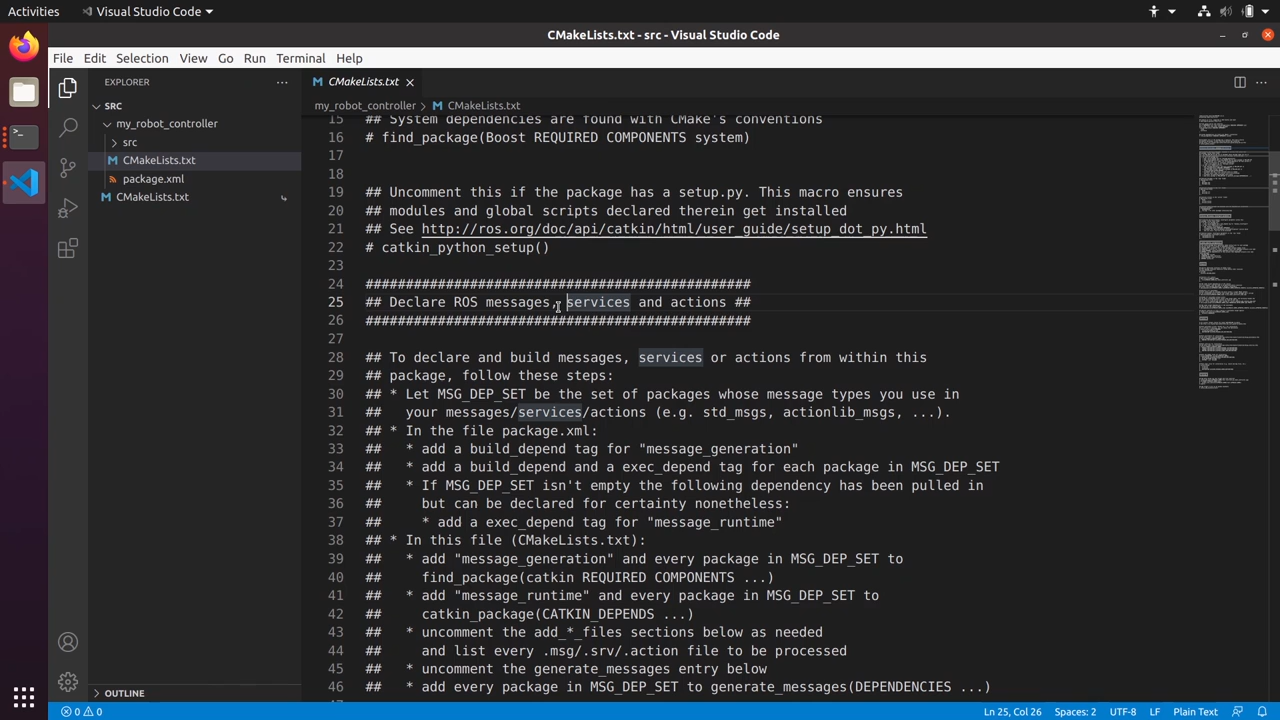 Activities
Visual Studio Code
CMakeLists.txt - src - Visual Studio Code
File Edit Selection View Go Run Terminal Help
EXPLORER
SRC
my_robot_controller
src
CMakeLists.txt
package.xml
CMakeLists.txt
OUTLINE
CMakeLists.txt
my_robot_controller > CMakeLists.txt
15 ## System dependencies are found with CMake's conventions
16 # find_package(Boost REQUIRED COMPONENTS system)
17
18
19 ## Uncomment this if the package has a setup.py. This macro ensures
20 ## modules and global scripts declared therein get installed
21 ## See http://ros.org/doc/api/catkin/html/user_guide/setup_dot_py.html
22 # catkin_python_setup()
23
24 ################################################
25 ## Declare ROS messages, services and actions ##
26 ################################################
27
28 ## To declare and build messages, services or actions from within this
29 ## package, follow these steps:
30 ## * Let MSG_DEP_SET be the set of packages whose message types you use in
31 ##   your messages/services/actions (e.g. std_msgs, actionlib_msgs, ...).
32 ## * In the file package.xml:
33 ##   * add a build_depend tag for "message_generation"
34 ##   * add a build_depend and a exec_depend tag for each package in MSG_DEP_SET
35 ##   * If MSG_DEP_SET isn't empty the following dependency has been pulled in
36 ##     but can be declared for certainty nonetheless:
37 ##     * add a exec_depend tag for "message_runtime"
38 ## * In this file (CMakeLists.txt):
39 ##   * add "message_generation" and every package in MSG_DEP_SET to
40 ##     find_package(catkin REQUIRED COMPONENTS ...)
41 ##   * add "message_runtime" and every package in MSG_DEP_SET to
42 ##     catkin_package(CATKIN_DEPENDS ...)
43 ##   * uncomment the add_*_files sections below as needed
44 ##     and list every .msg/.srv/.action file to be processed
45 ##   * uncomment the generate_messages entry below
46 ##   * add every package in MSG_DEP_SET to generate_messages(DEPENDENCIES ...)
0 0 Ln 25, Col 26 Spaces: 2 UTF-8 LF Plain Text